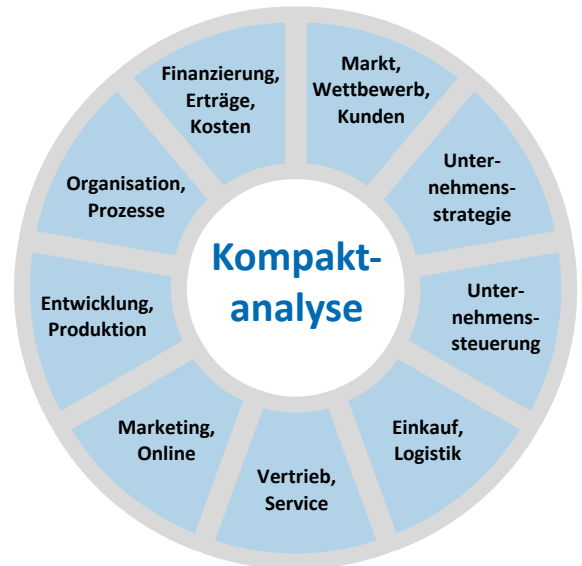 Kompakt-
analyse
Markt,
Wettbewerb,
Kunden
Unter-
nehmens-
strategie
Unter-
nehmens-
steuerung
Einkauf,
Logistik
Vertrieb,
Service
Marketing,
Online
Entwicklung,
Produktion
Organisation,
Prozesse
Finanzierung,
Erträge,
Kosten